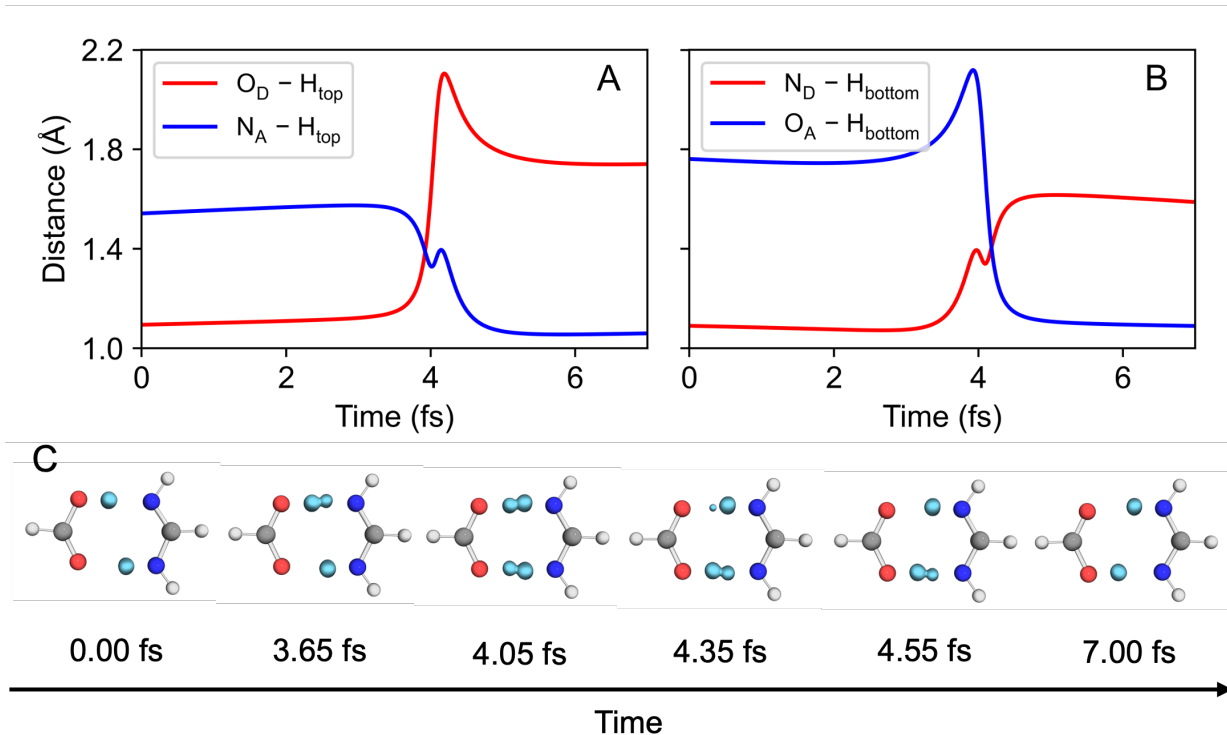 A
O_D − H_top
N_A − H_top
2.2
1.8
1.4
1.0
Distance (Å)
0 2 4 6
Time (fs)
B
N_D − H_bottom
O_A − H_bottom
0 2 4 6
Time (fs)
C
0.00 fs 3.65 fs 4.05 fs 4.35 fs 4.55 fs 7.00 fs
Time